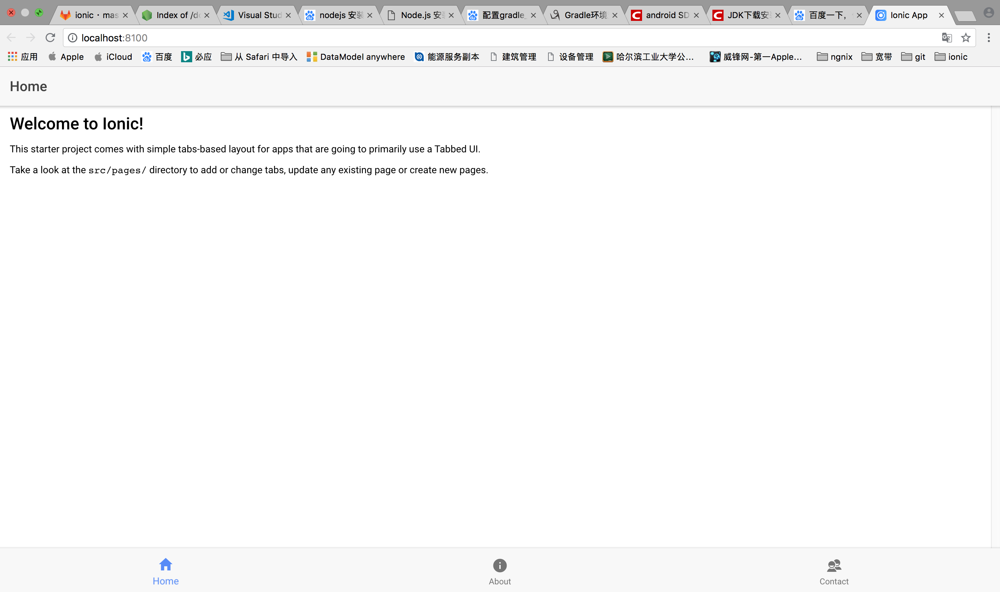 ionic · mas
Index of /do
Visual Stud
nodejs 安装
Node.js 安
配置gradle_
Gradle环境
android SD
JDK下载安
百度一下，
Ionic App
localhost:8100
应用
Apple
iCloud
百度
必应
从 Safari 中导入
DataModel anywhere
能源服务副本
建筑管理
设备管理
哈尔滨工业大学公...
威锋网-第一Apple...
ngnix
宽带
git
ionic
Home
Welcome to Ionic!
This starter project comes with simple tabs-based layout for apps that are going to primarily use a Tabbed UI.
Take a look at the src/pages/ directory to add or change tabs, update any existing page or create new pages.
Home
About
Contact